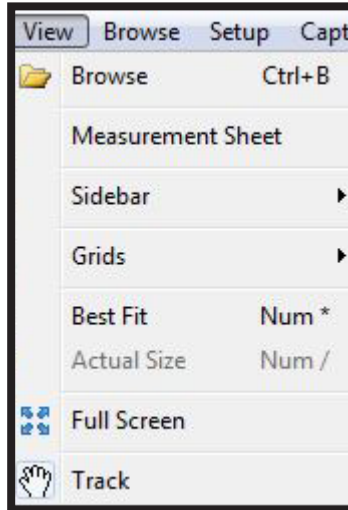 View Browse Setup Capt
Browse Ctrl+B
Measurement Sheet
Sidebar
Grids
Best Fit Num *
Actual Size Num /
Full Screen
Track